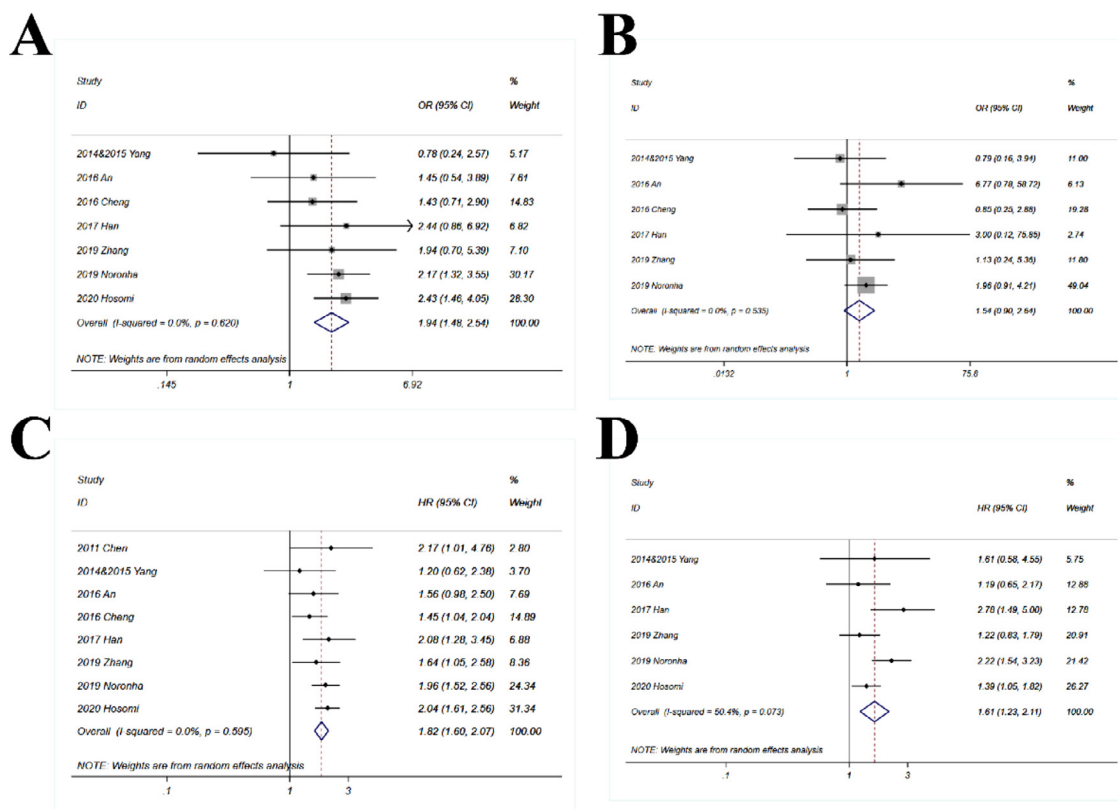 A
Study %
ID OR (95% CI) Weight
2014&2015 Yang 0.78 (0.24, 2.57) 5.17
2016 An 1.45 (0.54, 3.89) 7.61
2016 Cheng 1.43 (0.71, 2.90) 14.83
2017 Han 2.44 (0.86, 6.92) 6.82
2019 Zhang 1.94 (0.70, 5.39) 7.10
2019 Noronha 2.17 (1.32, 3.55) 30.17
2020 Hosomi 2.43 (1.46, 4.05) 28.30
Overall (I-squared = 0.0%, p = 0.620) 1.94 (1.48, 2.54) 100.00
NOTE: Weights are from random effects analysis
.145 1 6.92
B
Study %
ID OR (95% CI) Weight
2014&2015 Yang 0.79 (0.16, 3.94) 11.00
2016 An 6.77 (0.78, 58.72) 6.13
2016 Cheng 0.85 (0.25, 2.88) 19.28
2017 Han 3.00 (0.12, 75.85) 2.74
2019 Zhang 1.13 (0.24, 5.36) 11.80
2019 Noronha 1.96 (0.91, 4.21) 49.04
Overall (I-squared = 0.0%, p = 0.535) 1.54 (0.90, 2.64) 100.00
NOTE: Weights are from random effects analysis
.0132 1 75.8
C
Study %
ID HR (95% CI) Weight
2011 Chen 2.17 (1.01, 4.76) 2.80
2014&2015 Yang 1.20 (0.62, 2.38) 3.70
2016 An 1.56 (0.98, 2.50) 7.69
2016 Cheng 1.45 (1.04, 2.04) 14.89
2017 Han 2.08 (1.28, 3.45) 6.88
2019 Zhang 1.64 (1.05, 2.58) 8.36
2019 Noronha 1.96 (1.52, 2.56) 24.34
2020 Hosomi 2.04 (1.61, 2.56) 31.34
Overall (I-squared = 0.0%, p = 0.595) 1.82 (1.60, 2.07) 100.00
NOTE: Weights are from random effects analysis
.1 1 3
D
Study %
ID HR (95% CI) Weight
2014&2015 Yang 1.61 (0.58, 4.55) 5.75
2016 An 1.19 (0.65, 2.17) 12.88
2017 Han 2.78 (1.49, 5.00) 12.78
2019 Zhang 1.22 (0.83, 1.79) 20.91
2019 Noronha 2.22 (1.54, 3.23) 21.42
2020 Hosomi 1.39 (1.05, 1.82) 26.27
Overall (I-squared = 50.4%, p = 0.073) 1.61 (1.23, 2.11) 100.00
NOTE: Weights are from random effects analysis
.1 1 3